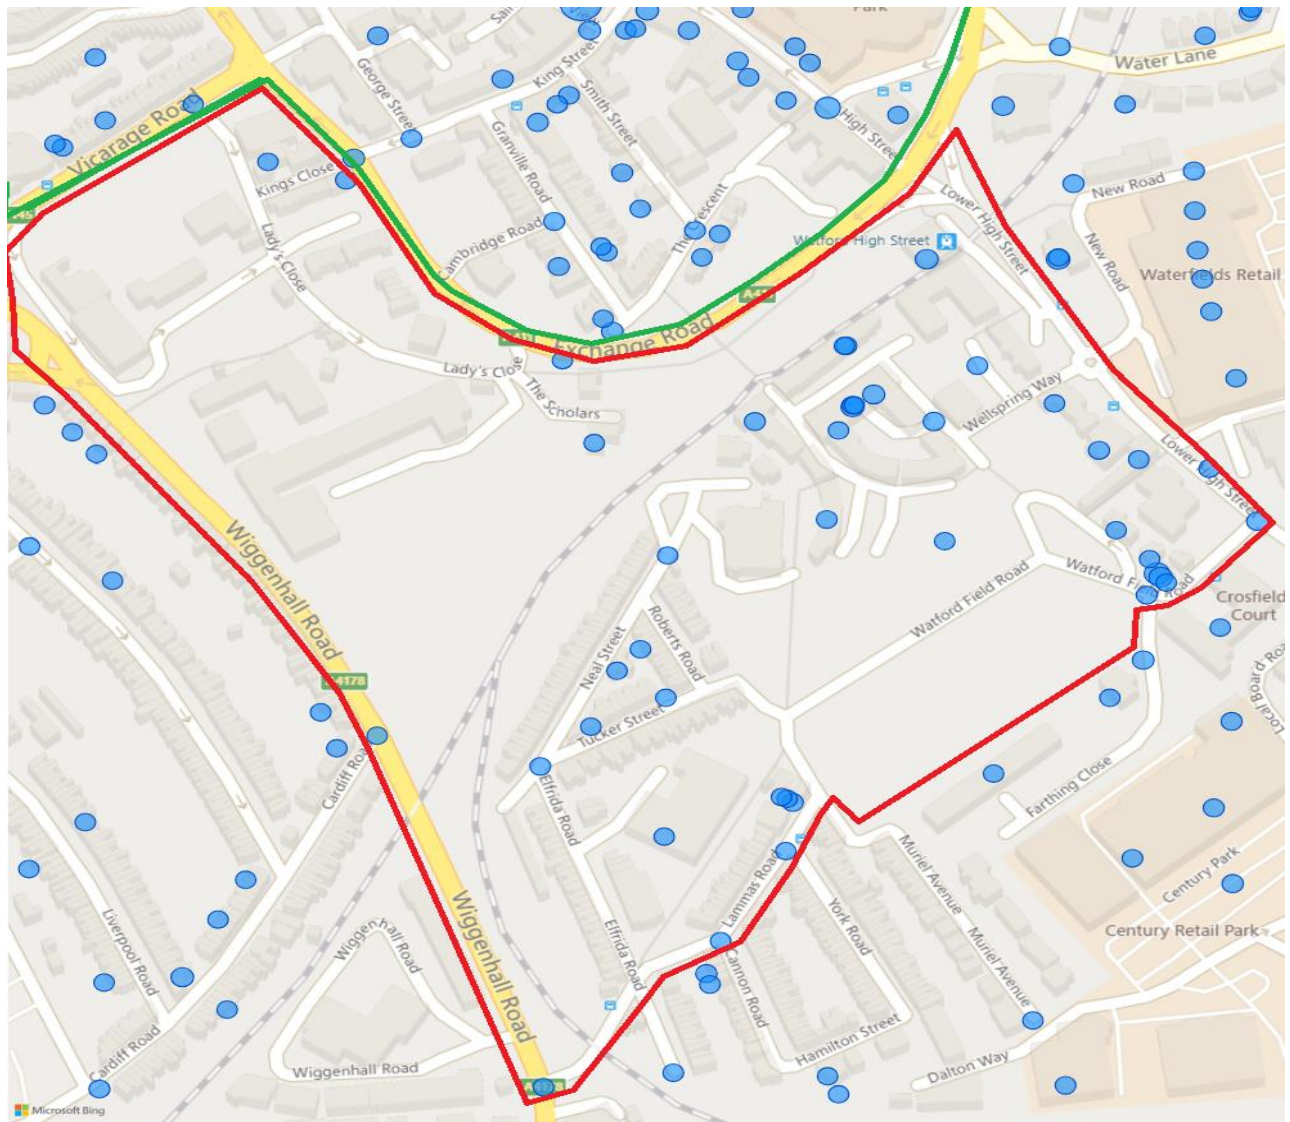 Park
Water Lane
King Street
George Street
Smith Street
High Street
Vicarage Road
Granville Road
New Road
Kings Close
The Crescent
Lower High Street
Cambridge Road
Watford High Street
Lady's Close
New Road
Waterfields Retail
Exchange Road
Lady's Close
The Scholars
Wellspring Way
Lower High Street
Wiggenhall Road
Watford Field Road
Watford Field Road
Crosfield
Court
Roberts Road
Neal Street
A4178
Local Board Roa
Tucker Street
Cardiff Roa
Elfrida Road
Farthing Close
Muriel Avenue
Lammas Road
Century Park
Wiggenhall Road
York Road
Liverpool Road
Wiggenhall Road
Elfrida Road
Muriel Avenue
Century Retail Park
Cannon Road
Hamilton Street
Cardiff Road
Wiggenhall Road
Dalton Way
Microsoft Bing